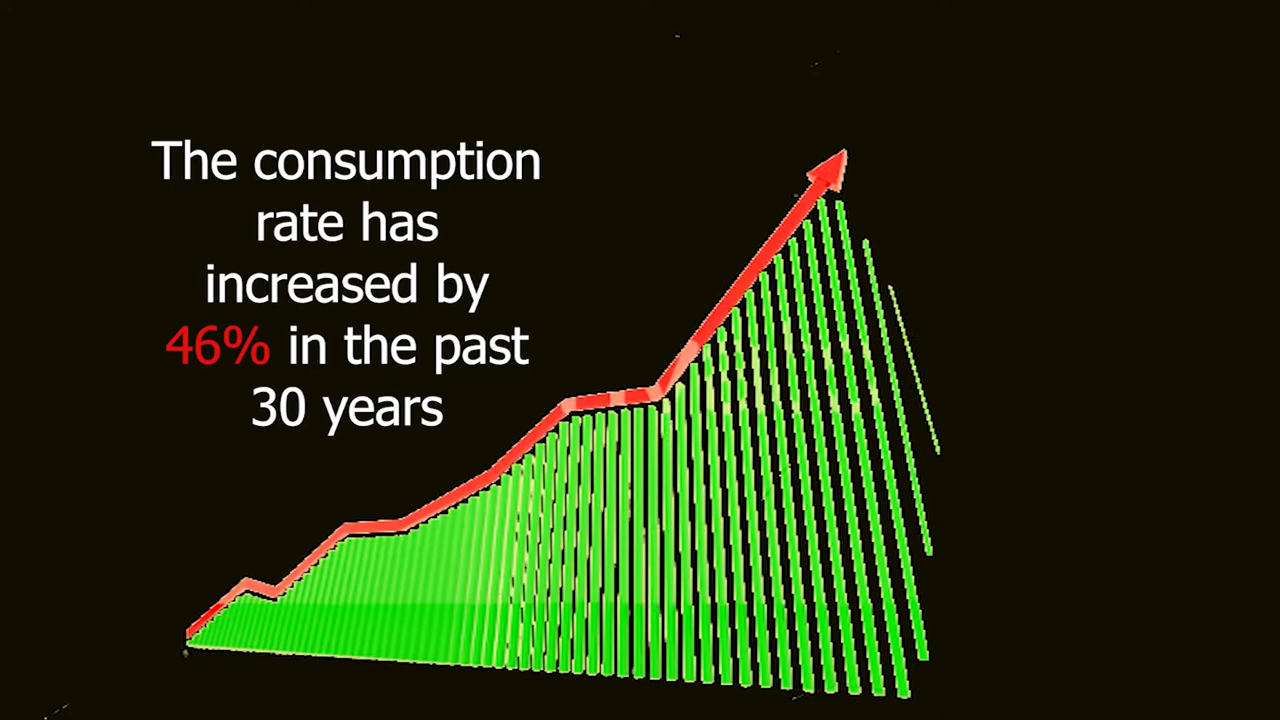 The consumption
rate has
increased by
46% in the past
30 years